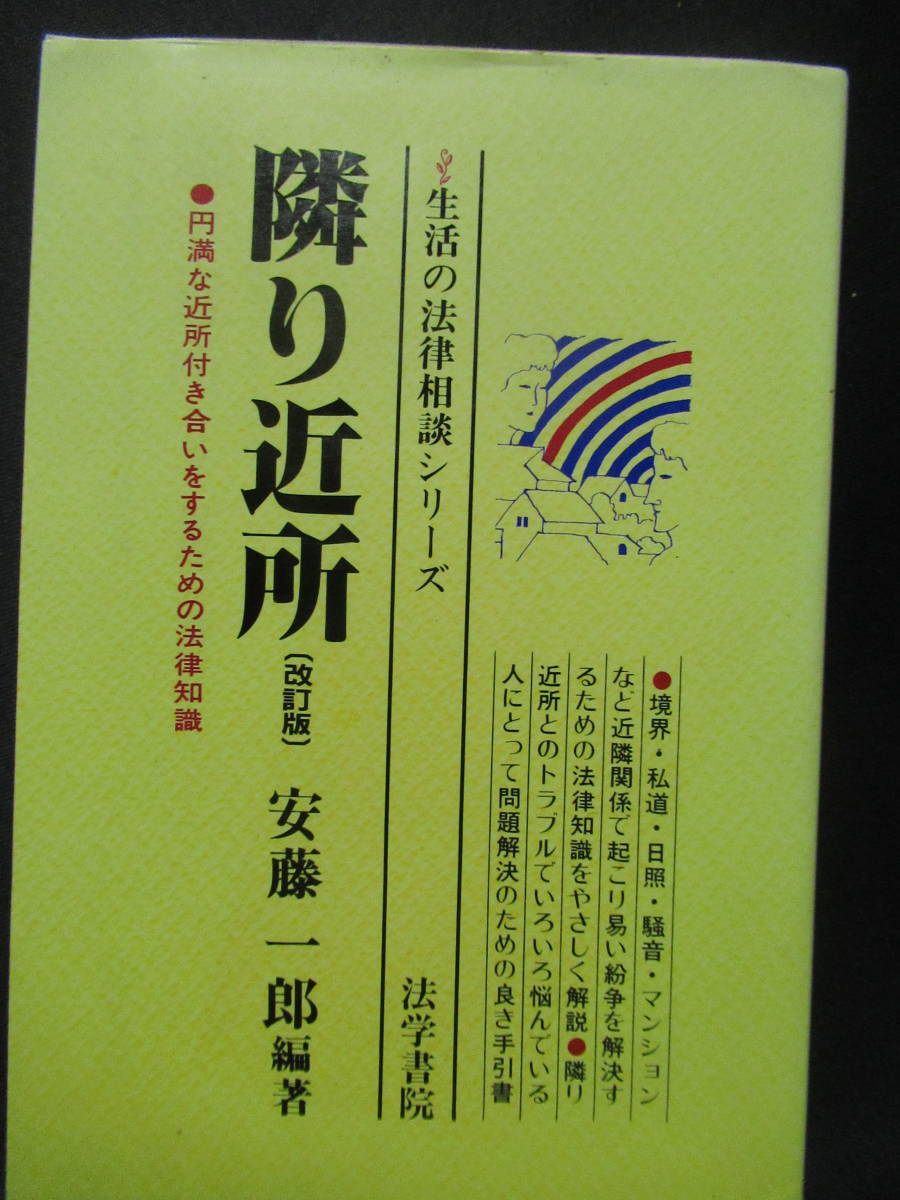 ●境界・私道・日照・騒音・マンション
など近隣関係で起こり易い紛争を解決す
るための法律知識をやさしく解説●隣り
近所とのトラブルでいろいろ悩んでいる
人にとって問題解決のための良き手引書
生活の法律相談シリーズ
法学書院
隣り近所
〔改訂版〕
安藤一郎編著
●円満な近所付き合いをするための法律知識